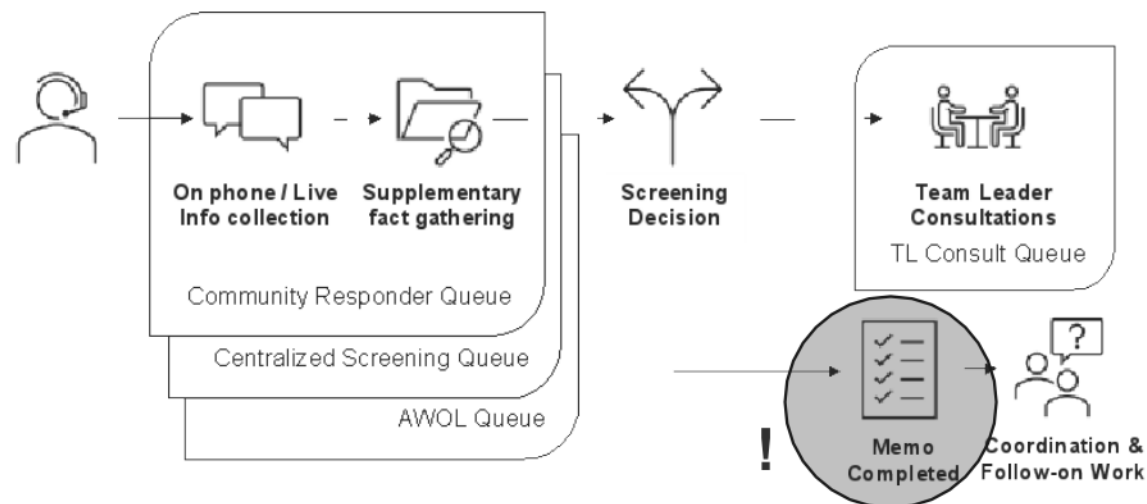 On phone / Live
Info collection
Supplementary
fact gathering
Community Responder Queue
Centralized Screening Queue
AWOL Queue
Screening
Decision
Team Leader
Consultations
TL Consult Queue
!
Memo
Completed
?
Coordination &
Follow-on Work